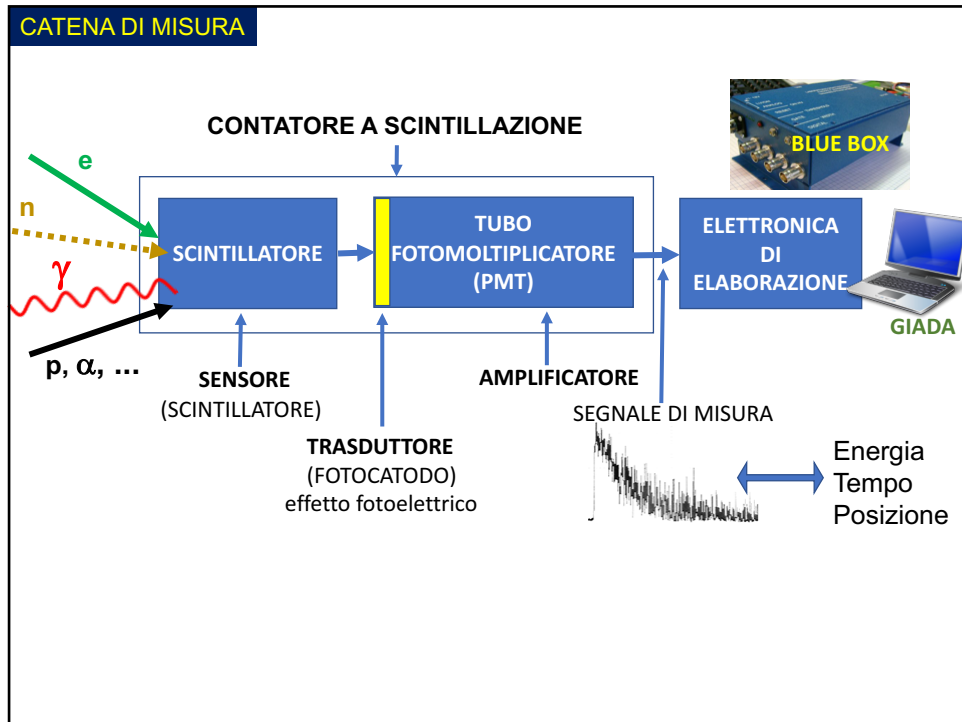 CATENA DI MISURA
CONTATORE A SCINTILLAZIONE
BLUE BOX
e
n
γ
p, α, ...
SCINTILLATORE
TUBO
FOTOMOLTIPLICATORE
(PMT)
ELETTRONICA
DI
ELABORAZIONE
GIADA
SENSORE
(SCINTILLATORE)
TRASDUTTORE
(FOTOCATODO)
effetto fotoelettrico
AMPLIFICATORE
SEGNALE DI MISURA
Energia
Tempo
Posizione